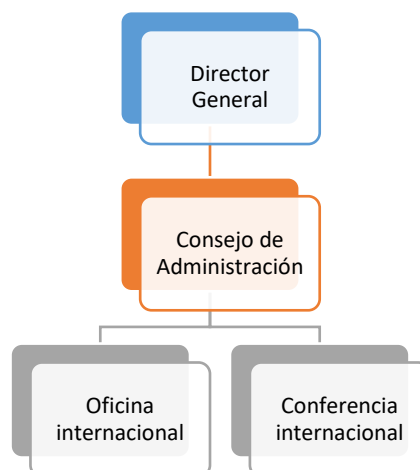 Director
General
Consejo de
Administración
Oficina
internacional
Conferencia
internacional